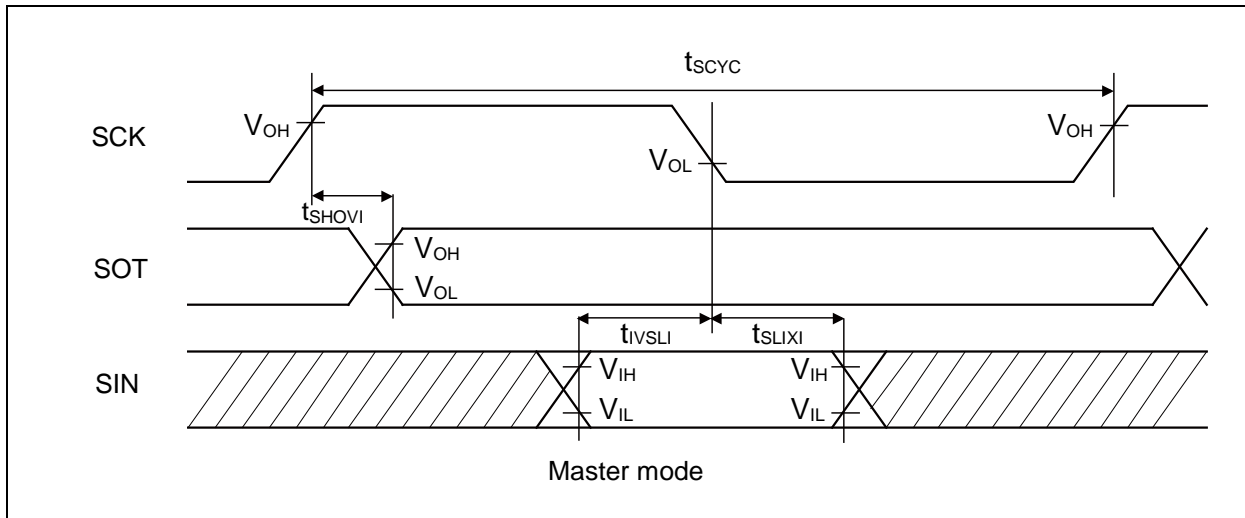 tSCYC
SCK
VOH
VOL
VOH
tSHOVI
SOT
VOH
VOL
tIVSLI
tSLIXI
SIN
VIH
VIH
VIL
VIL
Master mode